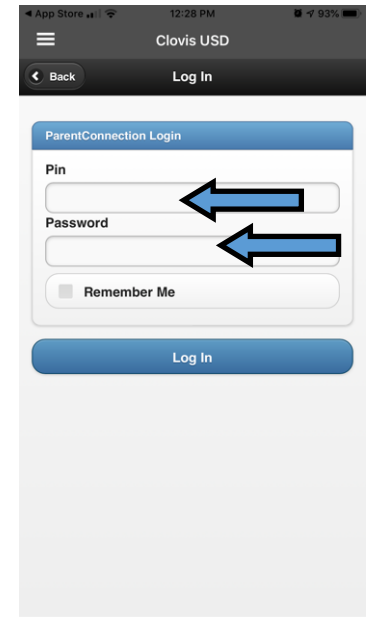 App Store 12:28 PM 93%
Clovis USD
Back Log In
ParentConnection Login
Pin
Password
Remember Me
Log In